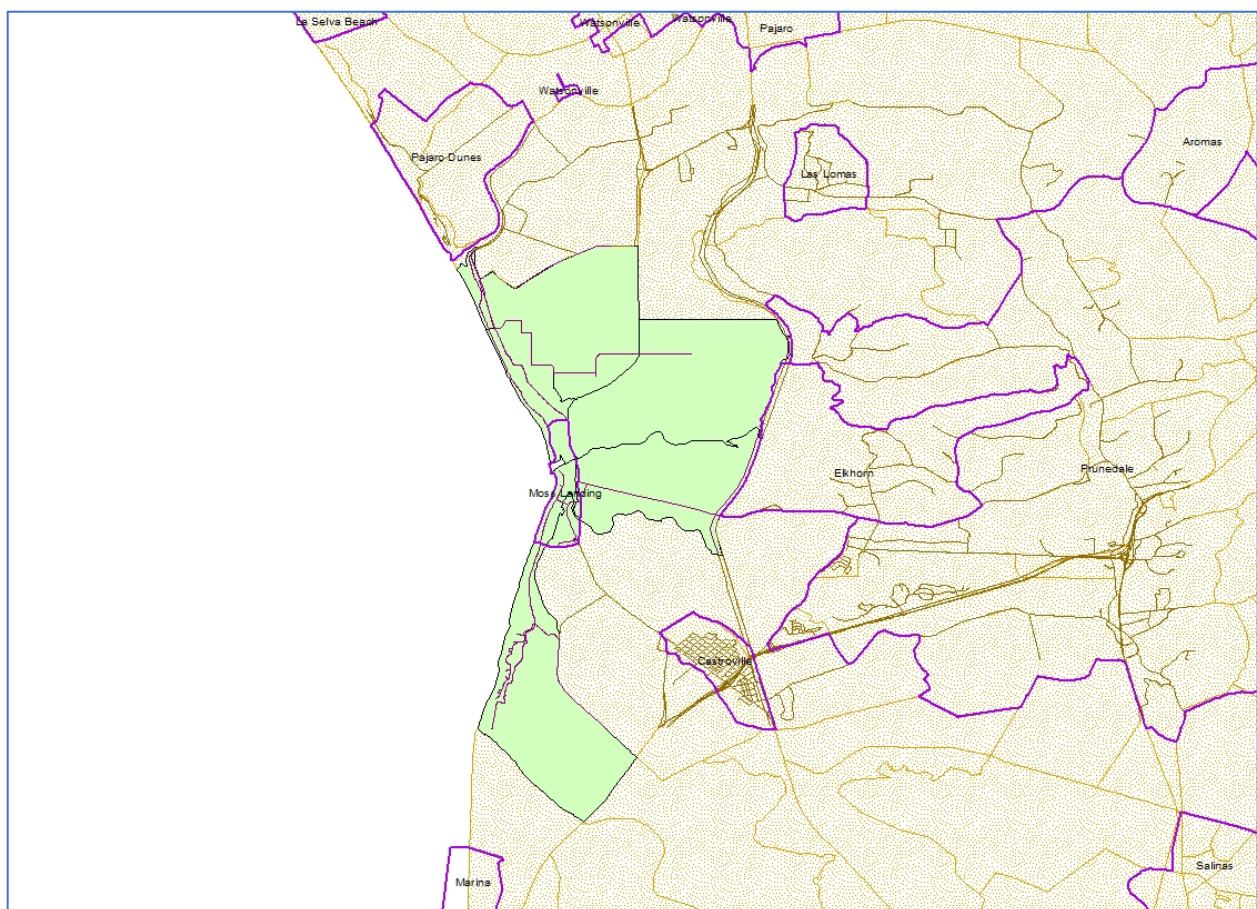 La Selva Beach
Watsonville
Watsonville
Pajaro
Watsonville
Aromas
Pajaro Dunes
Las Lomas
Elkhorn
Prunedale
Moss Landing
Castroville
Salinas
Marina